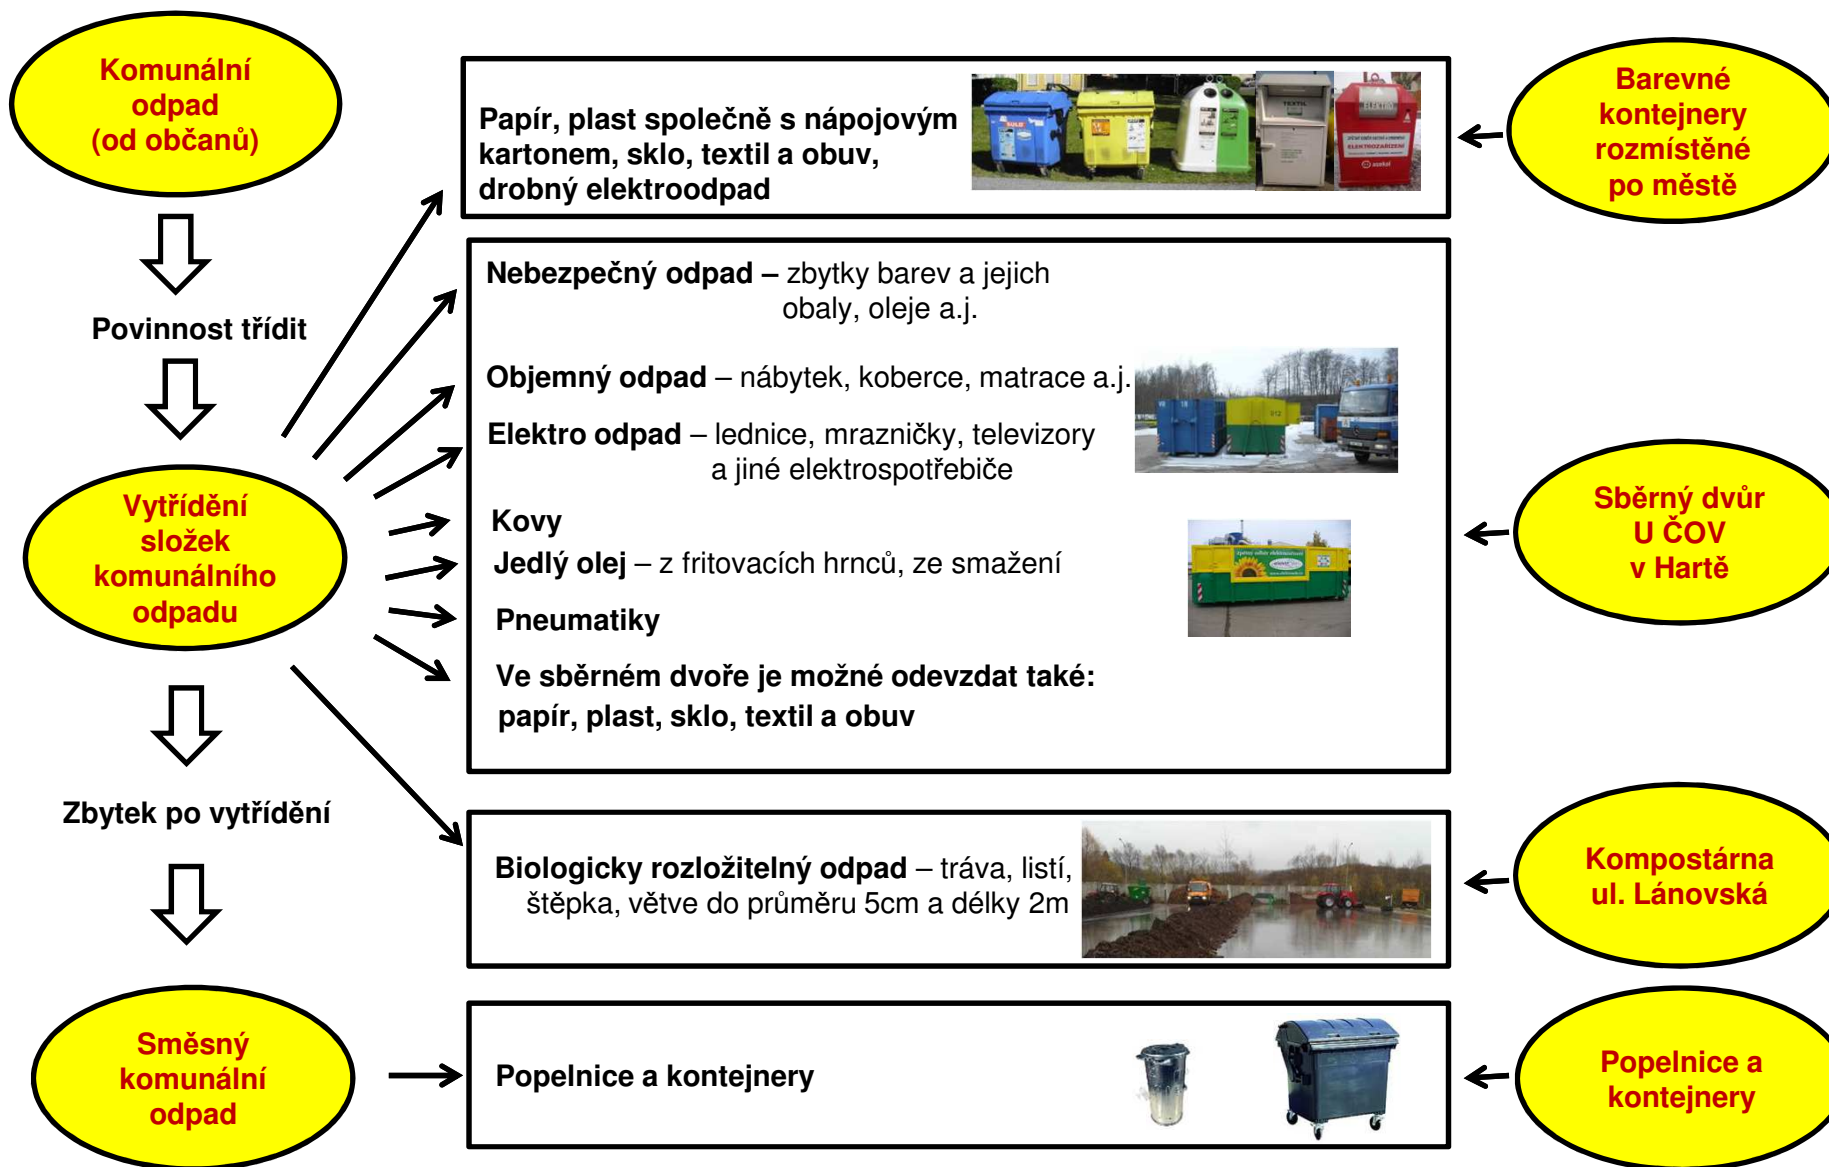 Komunální
odpad
(od občanů)
Povinnost třídit
Vytřídění
složek
komunálního
odpadu
Zbytek po vytřídění
Směsný
komunální
odpad
Papír, plast společně s nápojovým
kartonem, sklo, textil a obuv,
drobný elektroodpad
TEXTIL
ELEKTRO
ELEKTROZAŘÍZENÍ
asekol
Nebezpečný odpad – zbytky barev a jejich
obaly, oleje a.j.
Objemný odpad – nábytek, koberce, matrace a.j.
Elektro odpad – lednice, mrazničky, televizory
a jiné elektrospotřebiče
Kovy
Jedlý olej – z fritovacích hrnců, ze smažení
Pneumatiky
Ve sběrném dvoře je možné odevzdat také:
papír, plast, sklo, textil a obuv
Biologicky rozložitelný odpad – tráva, listí,
štěpka, větve do průměru 5cm a délky 2m
Popelnice a kontejnery
Barevné
kontejnery
rozmístěné
po městě
Sběrný dvůr
U ČOV
v Hartě
Kompostárna
ul. Lánovská
Popelnice a
kontejnery